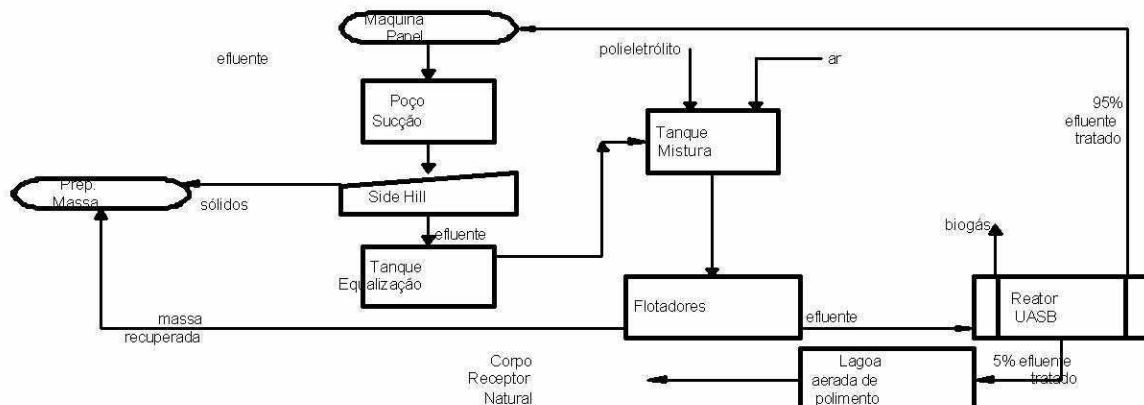 Maquina
Panel
efluente
Poço
Sucção
polieletrólito
ar
Tanque
Mistura
95%
efluente
tratado
Prep.
Massa
sólidos
Side Hill
efluente
Tanque
Equalização
biogás
Flotadores
efluente
Reator
UASB
massa
recuperada
Corpo
Receptor
Natural
Lagoa
aerada de
polimento
5% efluente
tratado